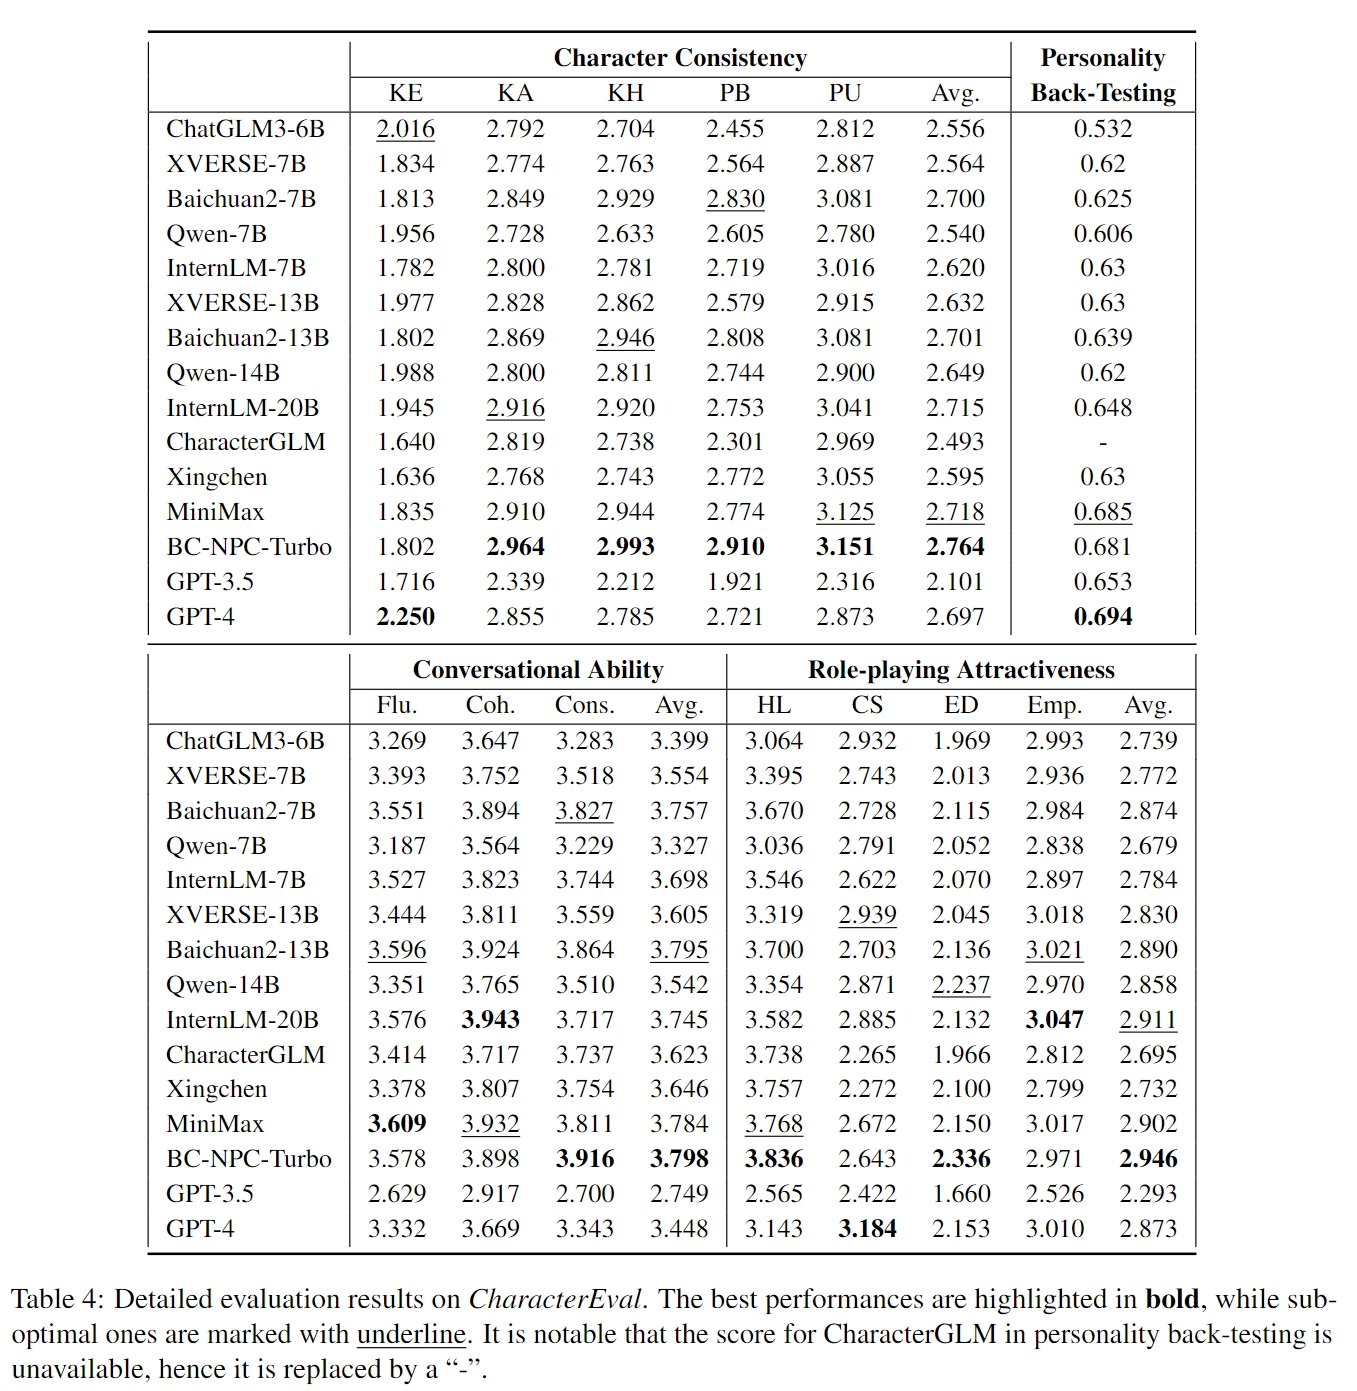 Character Consistency Personality
KE KA KH PB PU Avg. Back-Testing
ChatGLM3-6B 2.016 2.792 2.704 2.455 2.812 2.556 0.532
XVERSE-7B 1.834 2.774 2.763 2.564 2.887 2.564 0.62
Baichuan2-7B 1.813 2.849 2.929 2.830 3.081 2.700 0.625
Qwen-7B 1.956 2.728 2.633 2.605 2.780 2.540 0.606
InternLM-7B 1.782 2.800 2.781 2.719 3.016 2.620 0.63
XVERSE-13B 1.977 2.828 2.862 2.579 2.915 2.632 0.63
Baichuan2-13B 1.802 2.869 2.946 2.808 3.081 2.701 0.639
Qwen-14B 1.988 2.800 2.811 2.744 2.900 2.649 0.62
InternLM-20B 1.945 2.916 2.920 2.753 3.041 2.715 0.648
CharacterGLM 1.640 2.819 2.738 2.301 2.969 2.493 -
Xingchen 1.636 2.768 2.743 2.772 3.055 2.595 0.63
MiniMax 1.835 2.910 2.944 2.774 3.125 2.718 0.685
BC-NPC-Turbo 1.802 2.964 2.993 2.910 3.151 2.764 0.681
GPT-3.5 1.716 2.339 2.212 1.921 2.316 2.101 0.653
GPT-4 2.250 2.855 2.785 2.721 2.873 2.697 0.694
Conversational Ability Role-playing Attractiveness
Flu. Coh. Cons. Avg. HL CS ED Emp. Avg.
ChatGLM3-6B 3.269 3.647 3.283 3.399 3.064 2.932 1.969 2.993 2.739
XVERSE-7B 3.393 3.752 3.518 3.554 3.395 2.743 2.013 2.936 2.772
Baichuan2-7B 3.551 3.894 3.827 3.757 3.670 2.728 2.115 2.984 2.874
Qwen-7B 3.187 3.564 3.229 3.327 3.036 2.791 2.052 2.838 2.679
InternLM-7B 3.527 3.823 3.744 3.698 3.546 2.622 2.070 2.897 2.784
XVERSE-13B 3.444 3.811 3.559 3.605 3.319 2.939 2.045 3.018 2.830
Baichuan2-13B 3.596 3.924 3.864 3.795 3.700 2.703 2.136 3.021 2.890
Qwen-14B 3.351 3.765 3.510 3.542 3.354 2.871 2.237 2.970 2.858
InternLM-20B 3.576 3.943 3.717 3.745 3.582 2.885 2.132 3.047 2.911
CharacterGLM 3.414 3.717 3.737 3.623 3.738 2.265 1.966 2.812 2.695
Xingchen 3.378 3.807 3.754 3.646 3.757 2.272 2.100 2.799 2.732
MiniMax 3.609 3.932 3.811 3.784 3.768 2.672 2.150 3.017 2.902
BC-NPC-Turbo 3.578 3.898 3.916 3.798 3.836 2.643 2.336 2.971 2.946
GPT-3.5 2.629 2.917 2.700 2.749 2.565 2.422 1.660 2.526 2.293
GPT-4 3.332 3.669 3.343 3.448 3.143 3.184 2.153 3.010 2.873
Table 4: Detailed evaluation results on CharacterEval. The best performances are highlighted in bold, while sub-
optimal ones are marked with underline. It is notable that the score for CharacterGLM in personality back-testing is
unavailable, hence it is replaced by a “-”.